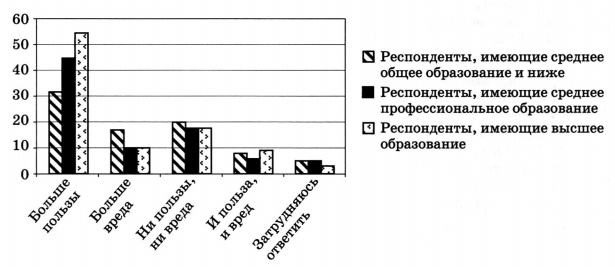 60
50
40
30
20
10
0
Больше
пользы
Больше
вреда
Ни пользы,
ни вреда
И польза,
и вред
Затрудняюсь
ответить
Респонденты, имеющие среднее
общее образование и ниже
Респонденты, имеющие среднее
профессиональное образование
Респонденты, имеющие высшее
образование